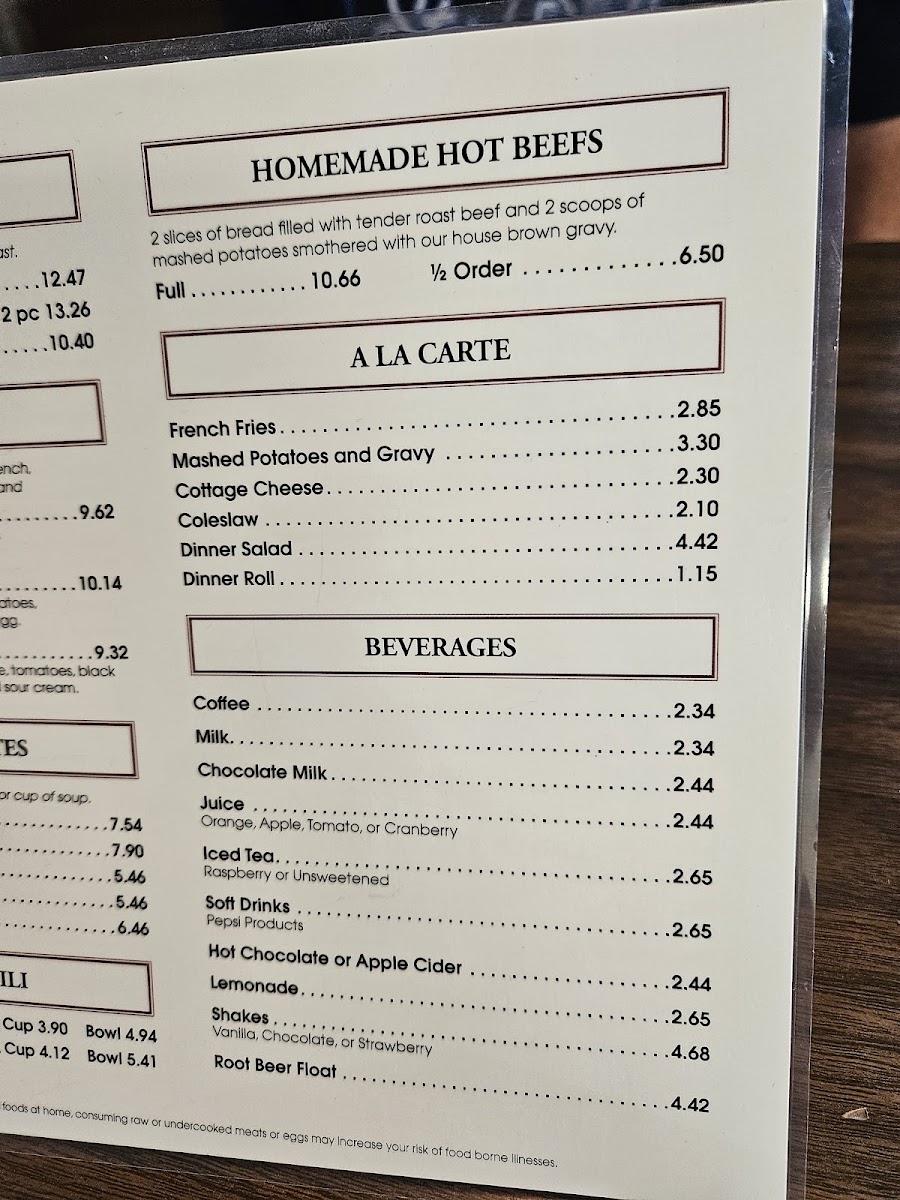 ast.
.....12.47
2 pc 13.26
.....10.40
ench,
and
.........9.62
.........10.14
atoes,
gg.
...........9.32
e, tomatoes, black
sour cream.
TES
or cup of soup.
............7.54
............7.90
............5.46
............5.46
............6.46
ILI
Cup 3.90 Bowl 4.94
Cup 4.12 Bowl 5.41
HOMEMADE HOT BEEFS
2 slices of bread filled with tender roast beef and 2 scoops of
mashed potatoes smothered with our house brown gravy.
Full ............ 10.66 ½ Order .............6.50
A LA CARTE
French Fries.....................................2.85
Mashed Potatoes and Gravy .....................3.30
Cottage Cheese................................2.30
Coleslaw .....................................2.10
Dinner Salad ..................................4.42
Dinner Roll....................................1.15
BEVERAGES
Coffee .......................................2.34
Milk..........................................2.34
Chocolate Milk................................2.44
Juice ........................................2.44
Orange, Apple, Tomato, or Cranberry
Iced Tea......................................2.65
Raspberry or Unsweetened
Soft Drinks ..................................2.65
Pepsi Products
Hot Chocolate or Apple Cider ..................2.44
Lemonade......................................2.65
Shakes .......................................4.68
Vanilla, Chocolate, or Strawberry
Root Beer Float ..............................4.42
foods at home, consuming raw or undercooked meats or eggs may increase your risk of food borne illnesses.